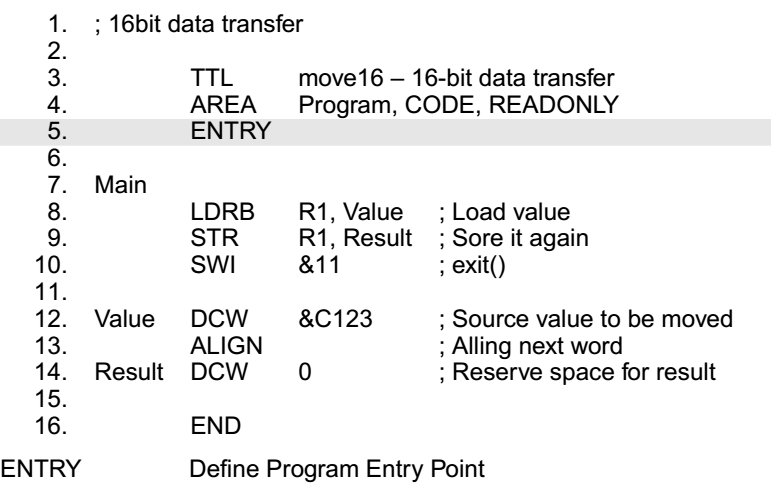 1. ; 16bit data transfer
2.
3. TTL move16 – 16-bit data transfer
4. AREA Program, CODE, READONLY
5. ENTRY
6.
7. Main
8. LDRB R1, Value ; Load value
9. STR R1, Result ; Sore it again
10. SWI &11 ; exit()
11.
12. Value DCW &C123 ; Source value to be moved
13. ALIGN ; Alling next word
14. Result DCW 0 ; Reserve space for result
15.
16. END
ENTRY Define Program Entry Point